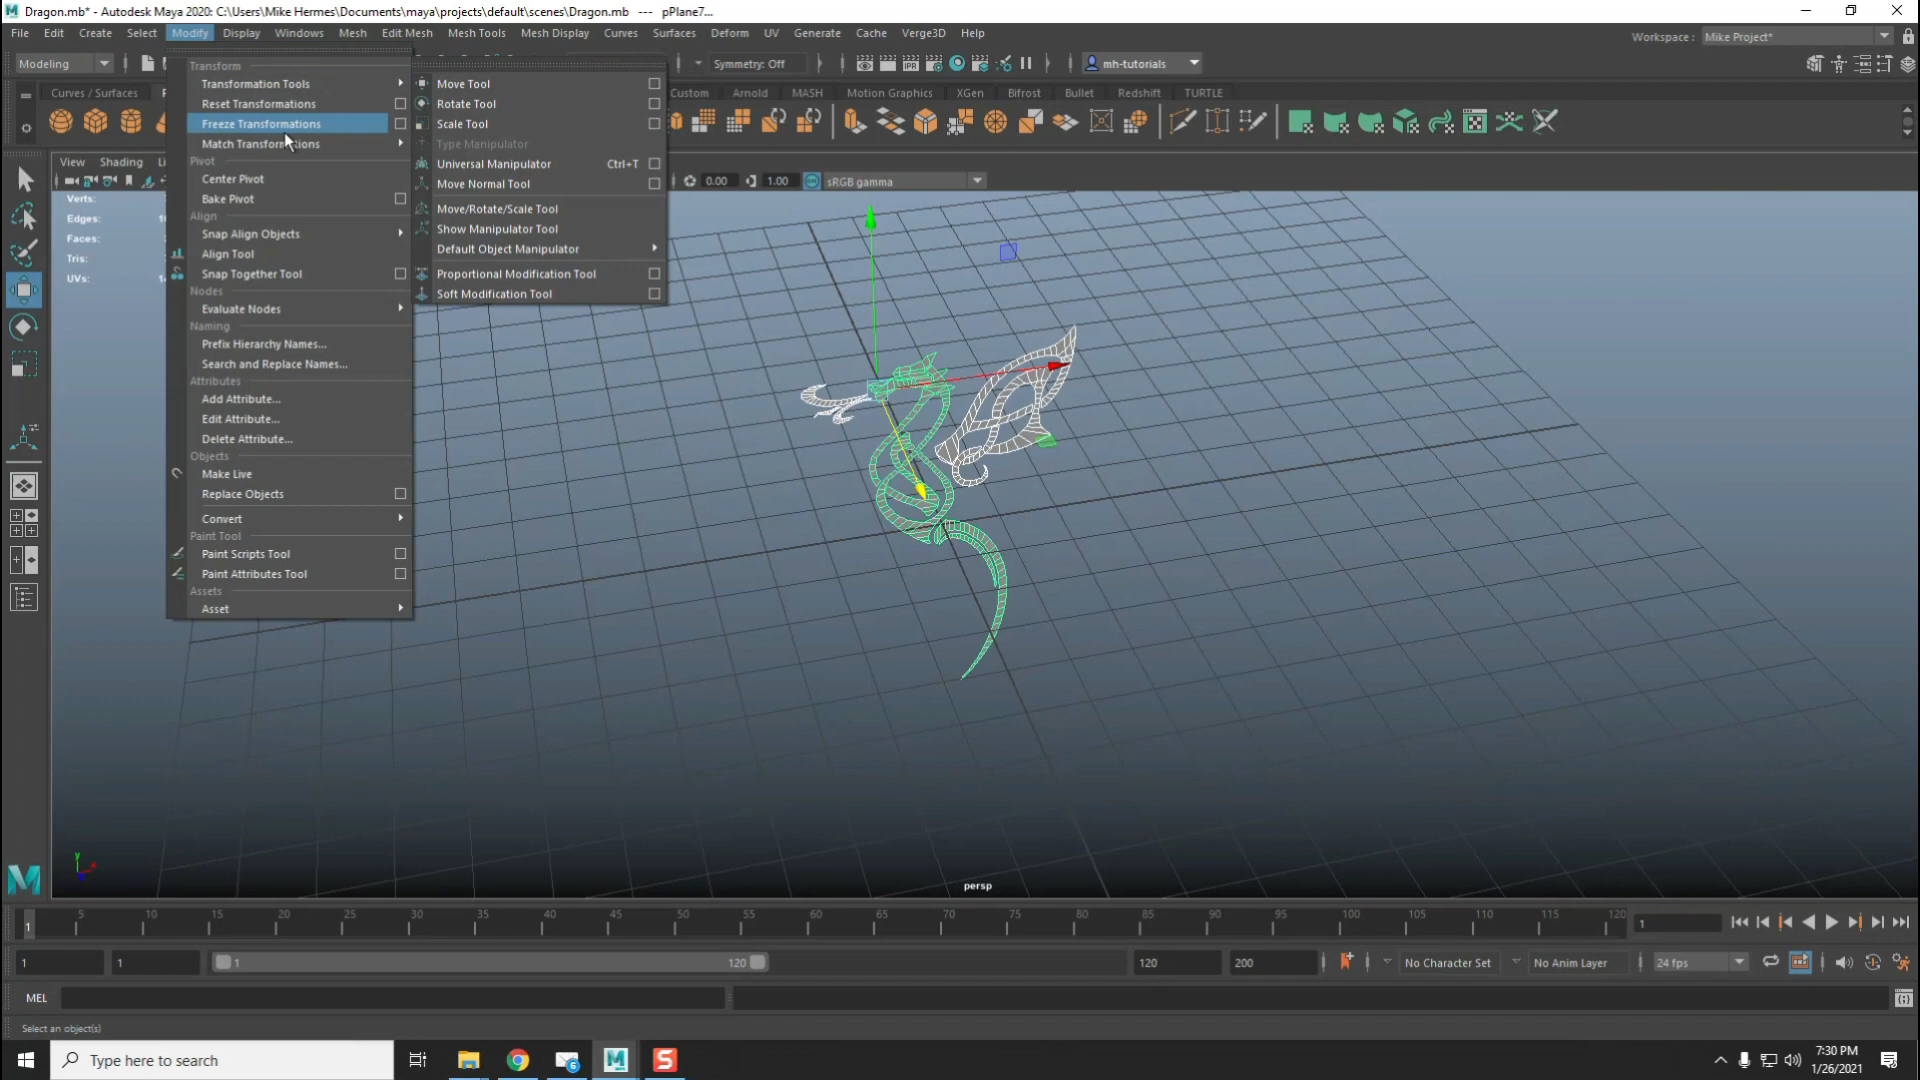 Dragon.mb* - Autodesk Maya 2020: C:\Users\Mike Hermes\Documents\maya\projects\default\scenes\Dragon.mb --- pPlane7...
File Edit Create Select Modify Display Windows Mesh Edit Mesh Mesh Tools Mesh Display Curves Surfaces Deform UV Generate Cache Verge3D Help
Workspace : Mike Project*
Modeling
Symmetry: Off
mh-tutorials
Curves / Surfaces
Custom Arnold MASH Motion Graphics XGen Bifrost Bullet Redshift TURTLE
View Shading
0.00 1.00 sRGB gamma
Verts:
Edges:
Faces:
Tris:
UVs:
Transform
Transformation Tools
Reset Transformations
Freeze Transformations
Match Transformations
Pivot
Center Pivot
Bake Pivot
Align
Snap Align Objects
Align Tool
Snap Together Tool
Nodes
Evaluate Nodes
Naming
Prefix Hierarchy Names...
Search and Replace Names...
Attributes
Add Attribute...
Edit Attribute...
Delete Attribute...
Objects
Make Live
Replace Objects
Convert
Paint Tool
Paint Scripts Tool
Paint Attributes Tool
Assets
Asset
Move Tool
Rotate Tool
Scale Tool
Type Manipulator
Universal Manipulator Ctrl+T
Move Normal Tool
Move/Rotate/Scale Tool
Show Manipulator Tool
Default Object Manipulator
Proportional Modification Tool
Soft Modification Tool
y x
persp
5 10 15 20 25 30 35 40 45 50 55 60 65 70 75 80 85 90 95 100 105 110 115 120
1 1
1 1 1 120 120 200 No Character Set No Anim Layer 24 fps
MEL
Select an object(s)
Type here to search
7:30 PM
1/26/2021